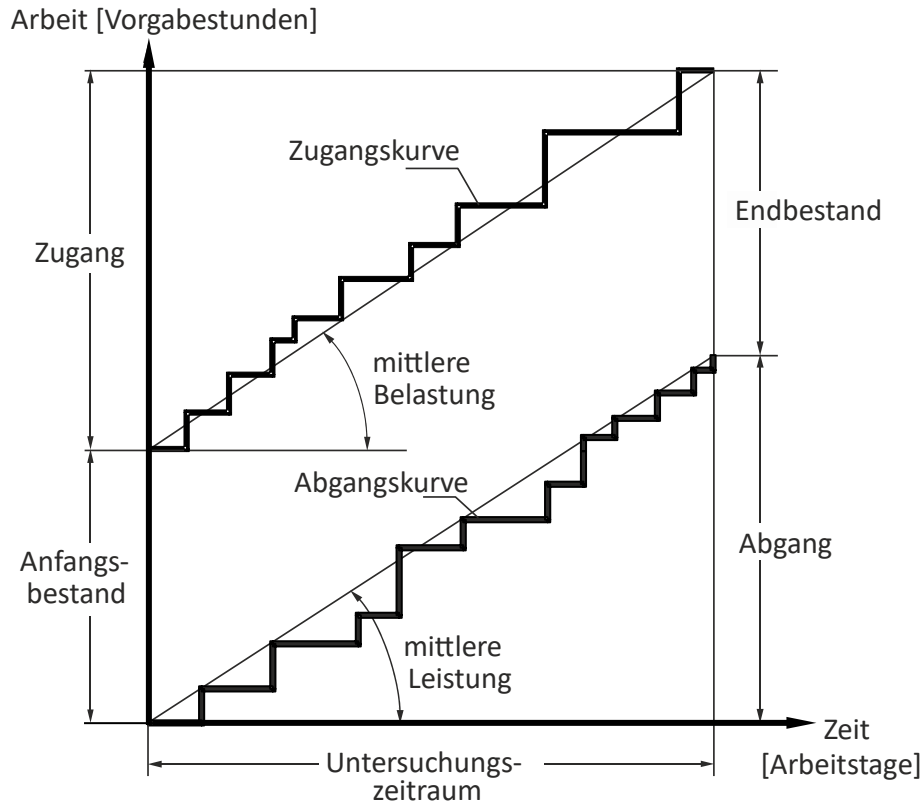 Arbeit [Vorgabestunden]
Zugangskurve
Endbestand
Zugang
mittlere
Belastung
Abgangskurve
Abgang
Anfangs-
bestand
mittlere
Leistung
Zeit
[Arbeitstage]
Untersuchungs-
zeitraum